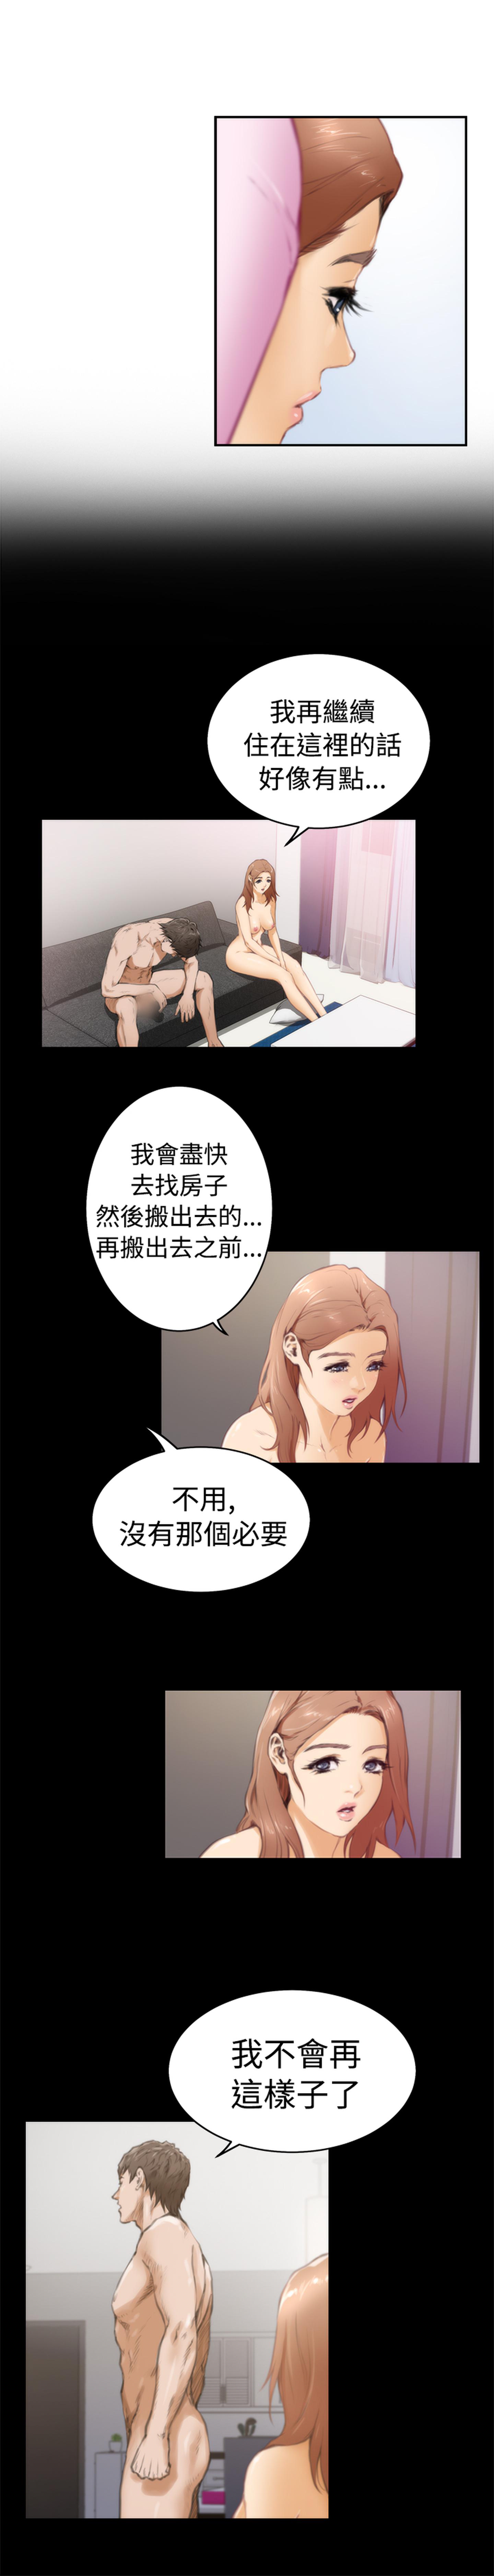 我再繼續
住在這裡的話
好像有點...
我會盡快
去找房子
然後搬出去的...
再搬出去之前...
不用,
沒有那個必要
我不會再
這樣子了